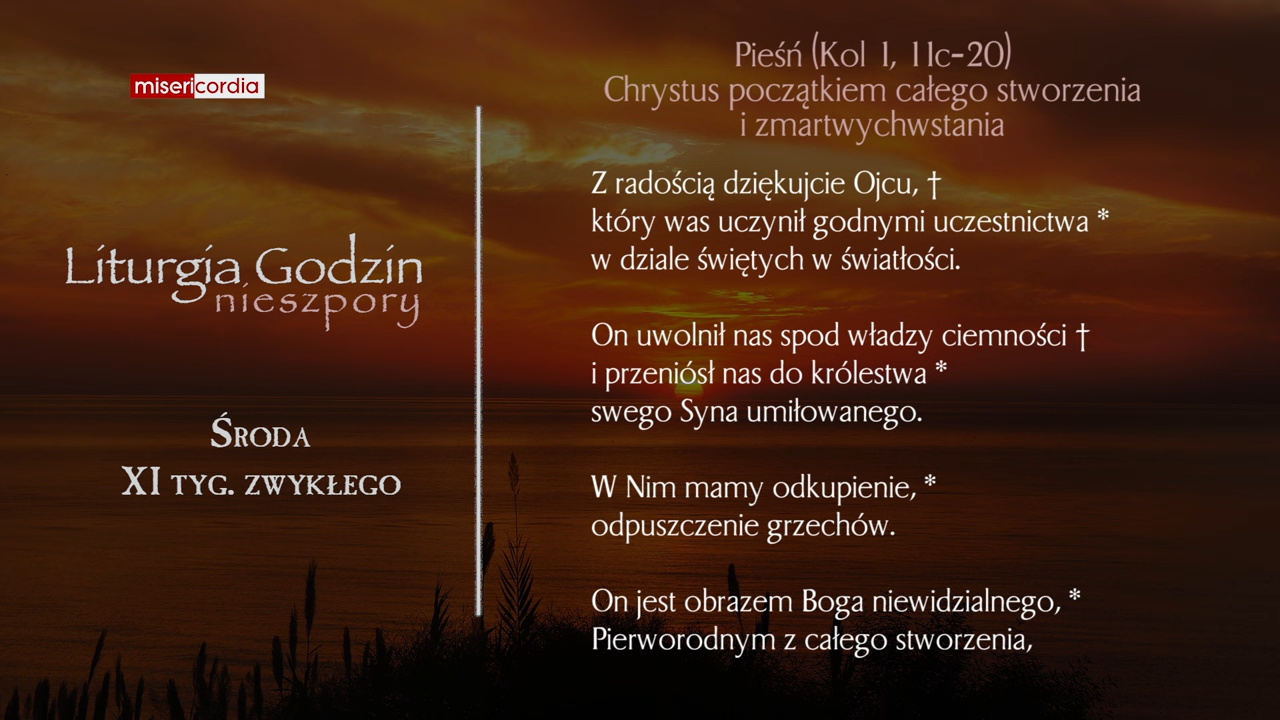 misericordia
Liturgia Godzin
nieszpory
Środa
XI tyg. zwykłego
Pieśń (Kol 1, 11c-20)
Chrystus początkiem całego stworzenia
i zmartwychwstania
Z radością dziękujcie Ojcu, †
który was uczynił godnymi uczestnictwa *
w dziale świętych w światłości.
On uwolnił nas spod władzy ciemności †
i przeniósł nas do królestwa *
swego Syna umiłowanego.
W Nim mamy odkupienie, *
odpuszczenie grzechów.
On jest obrazem Boga niewidzialnego, *
Pierworodnym z całego stworzenia,